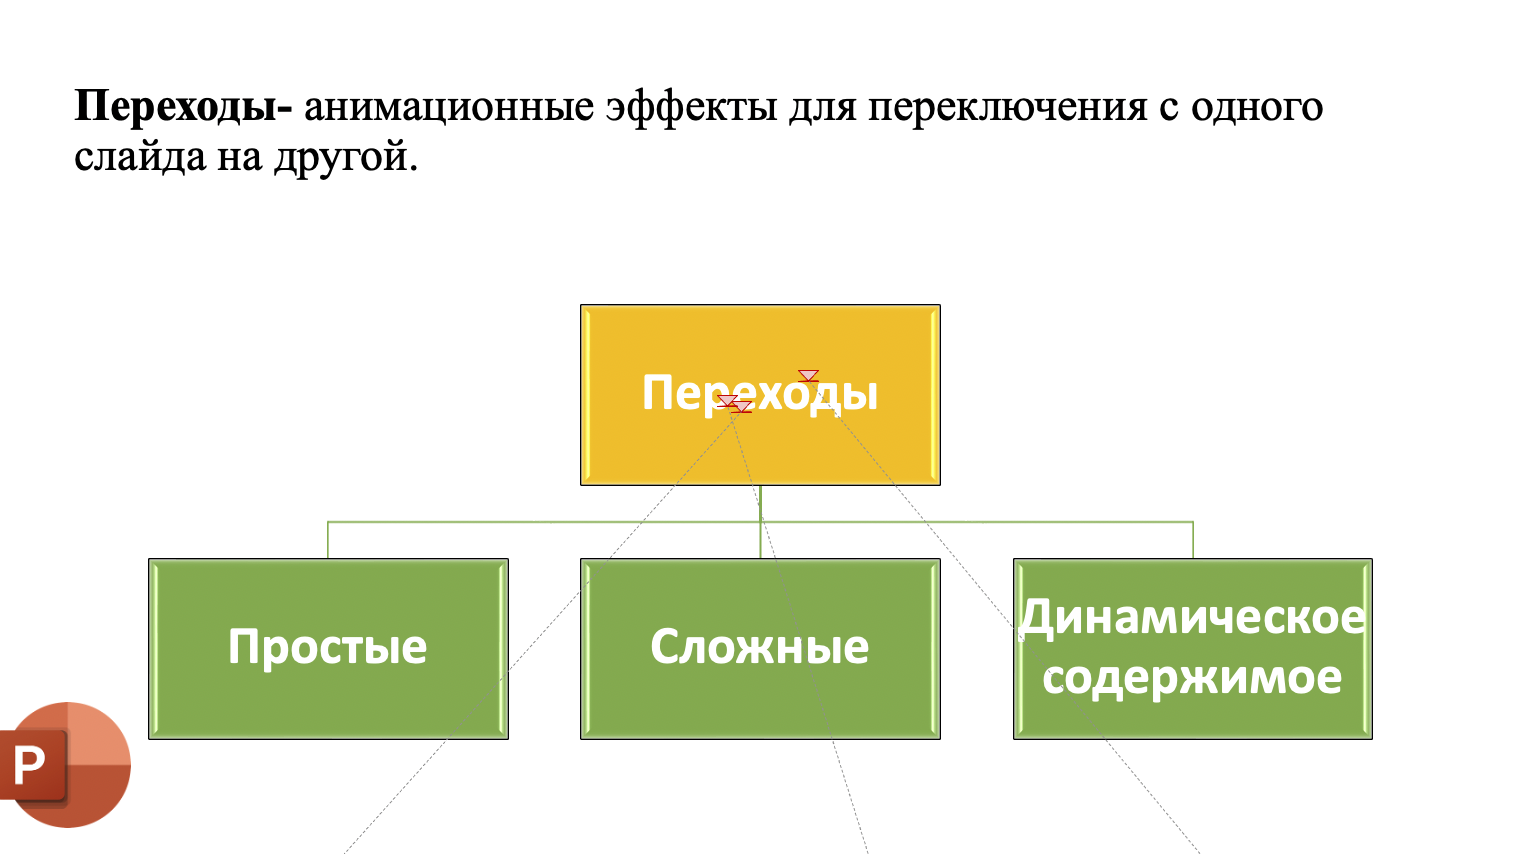 Переходы- анимационные эффекты для переключения с одного
слайда на другой.
Переходы
Простые
Сложные
Динамическое
содержимое
P